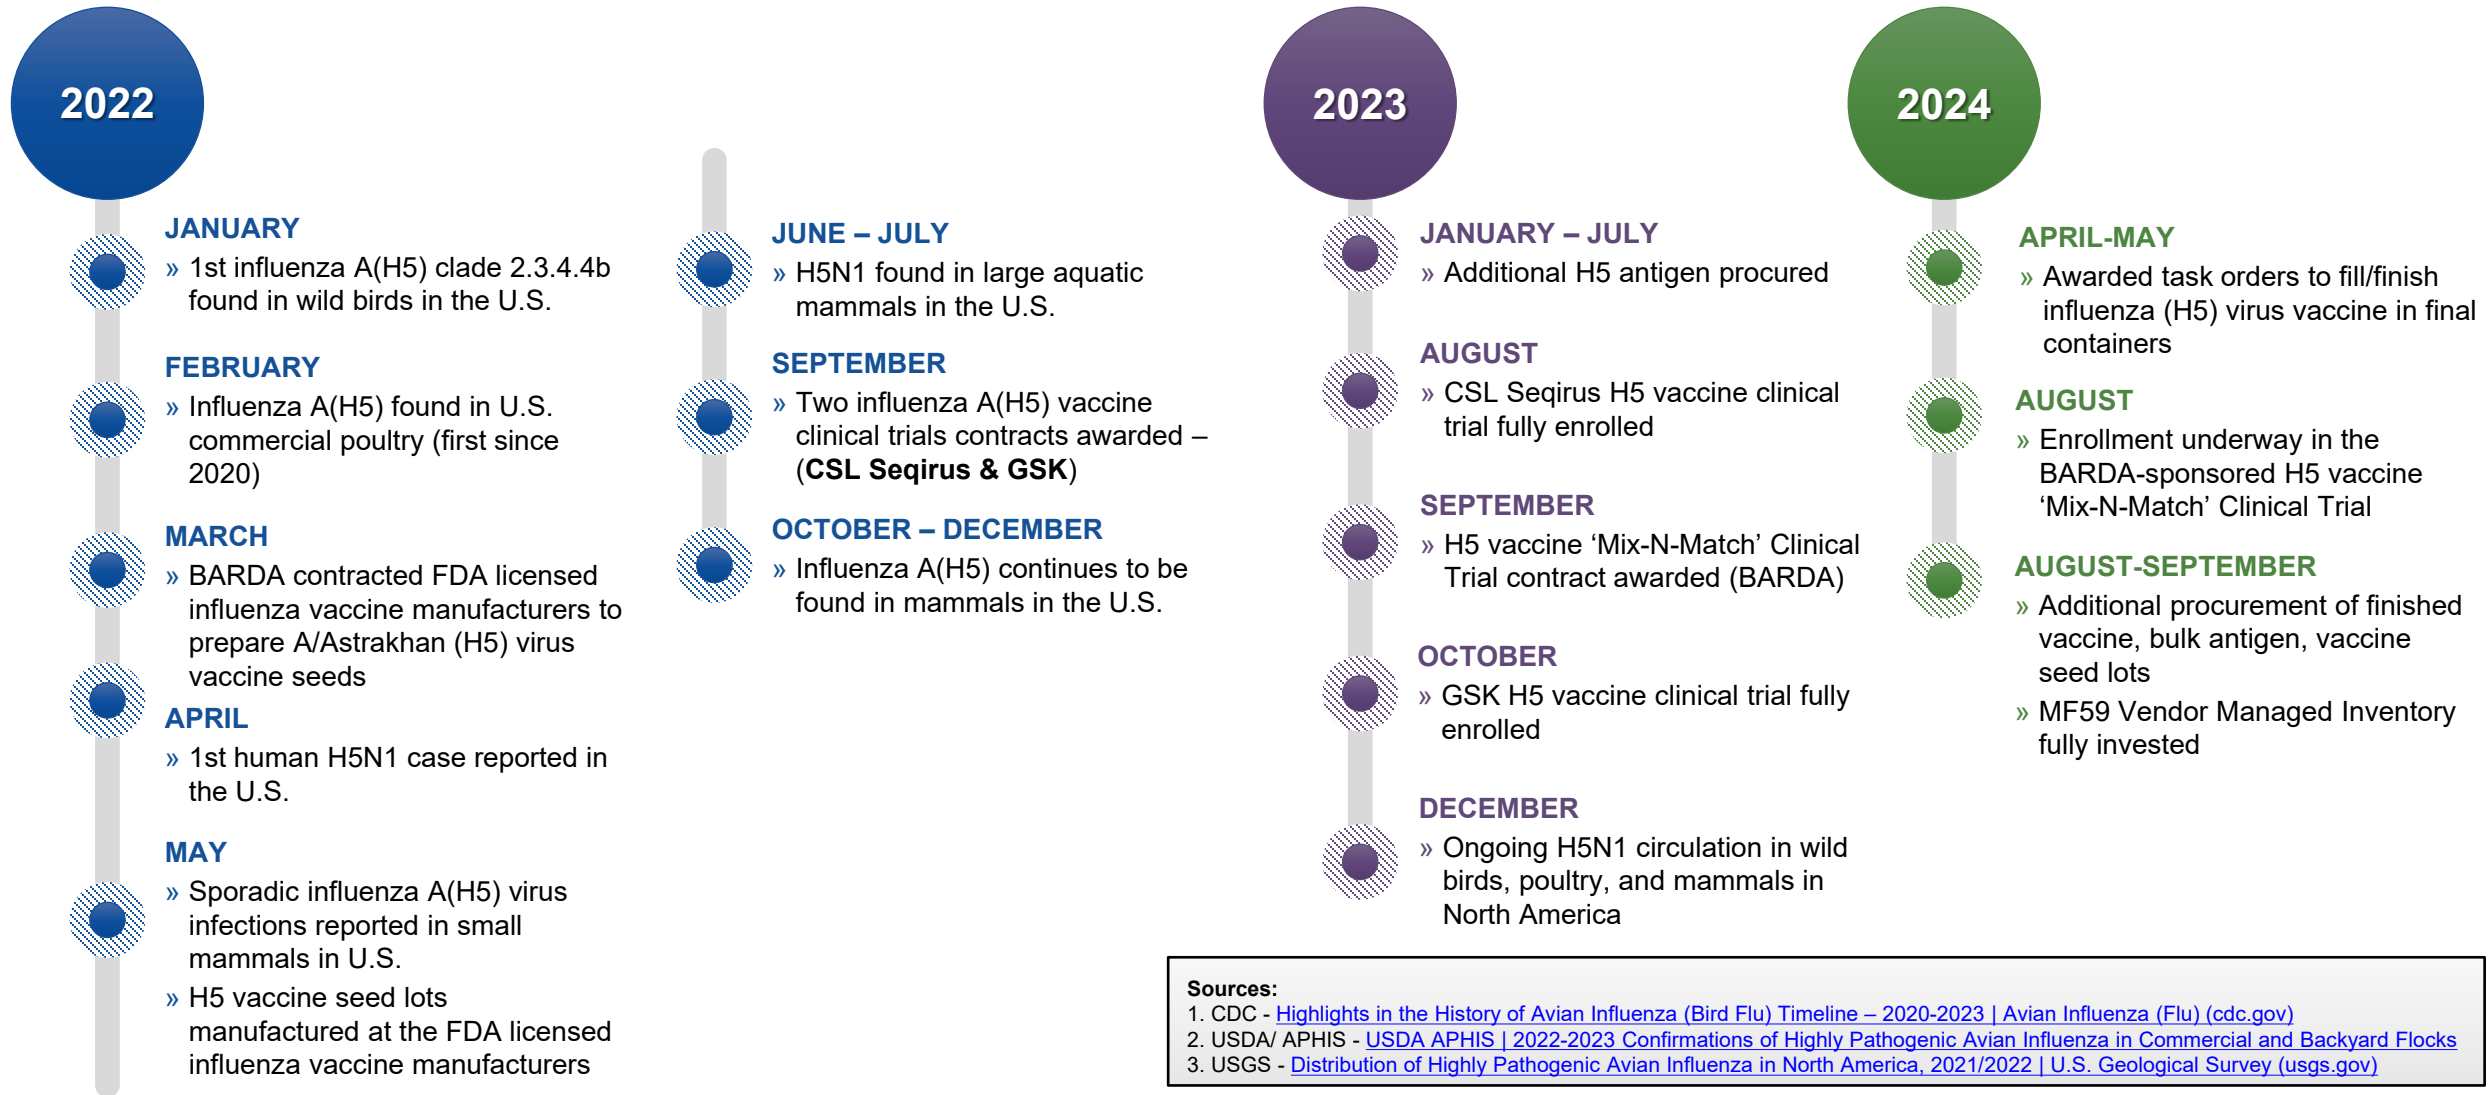 2022
JANUARY
» 1st influenza A(H5) clade 2.3.4.4b
found in wild birds in the U.S.
FEBRUARY
» Influenza A(H5) found in U.S.
commercial poultry (first since
2020)
MARCH
» BARDA contracted FDA licensed
influenza vaccine manufacturers to
prepare A/Astrakhan (H5) virus
vaccine seeds
APRIL
» 1st human H5N1 case reported in
the U.S.
MAY
» Sporadic influenza A(H5) virus
infections reported in small
mammals in U.S.
» H5 vaccine seed lots
manufactured at the FDA licensed
influenza vaccine manufacturers
JUNE – JULY
» H5N1 found in large aquatic
mammals in the U.S.
SEPTEMBER
» Two influenza A(H5) vaccine
clinical trials contracts awarded –
(CSL Seqirus & GSK)
OCTOBER – DECEMBER
» Influenza A(H5) continues to be
found in mammals in the U.S.
2023
JANUARY – JULY
» Additional H5 antigen procured
AUGUST
» CSL Seqirus H5 vaccine clinical
trial fully enrolled
SEPTEMBER
» H5 vaccine ‘Mix-N-Match’ Clinical
Trial contract awarded (BARDA)
OCTOBER
» GSK H5 vaccine clinical trial fully
enrolled
DECEMBER
» Ongoing H5N1 circulation in wild
birds, poultry, and mammals in
North America
2024
APRIL-MAY
» Awarded task orders to fill/finish
influenza (H5) virus vaccine in final
containers
AUGUST
» Enrollment underway in the
BARDA-sponsored H5 vaccine
‘Mix-N-Match’ Clinical Trial
AUGUST-SEPTEMBER
» Additional procurement of finished
vaccine, bulk antigen, vaccine
seed lots
» MF59 Vendor Managed Inventory
fully invested
Sources:
1. CDC - Highlights in the History of Avian Influenza (Bird Flu) Timeline – 2020-2023 | Avian Influenza (Flu) (cdc.gov)
2. USDA/ APHIS - USDA APHIS | 2022-2023 Confirmations of Highly Pathogenic Avian Influenza in Commercial and Backyard Flocks
3. USGS - Distribution of Highly Pathogenic Avian Influenza in North America, 2021/2022 | U.S. Geological Survey (usgs.gov)